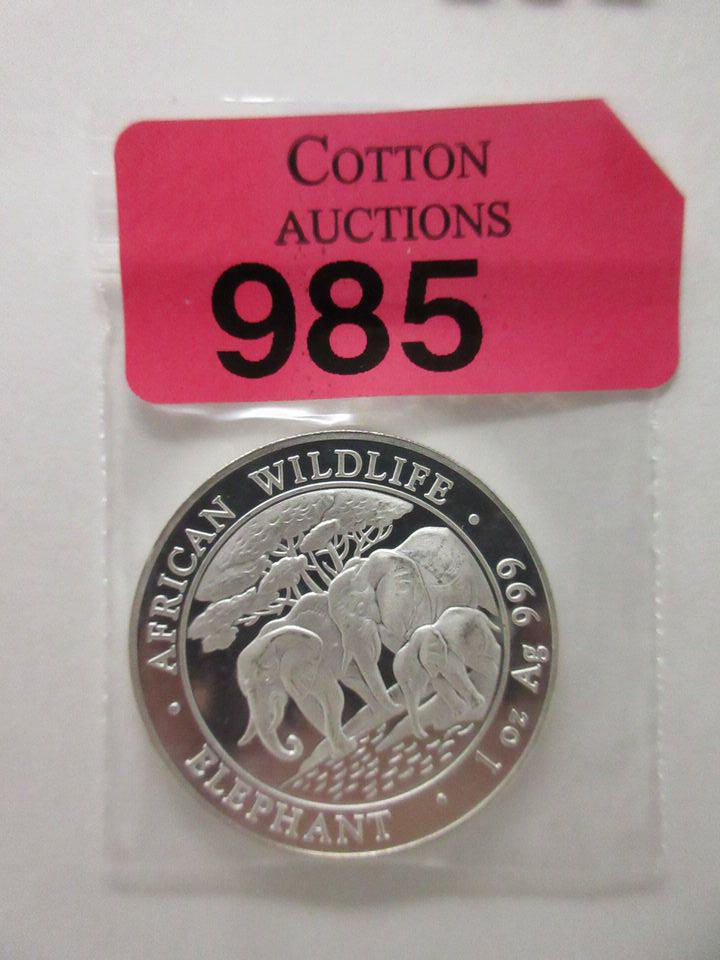 COTTON
AUCTIONS
985
AFRICAN WILDLIFE
1 oz Ag 999
ELEPHANT